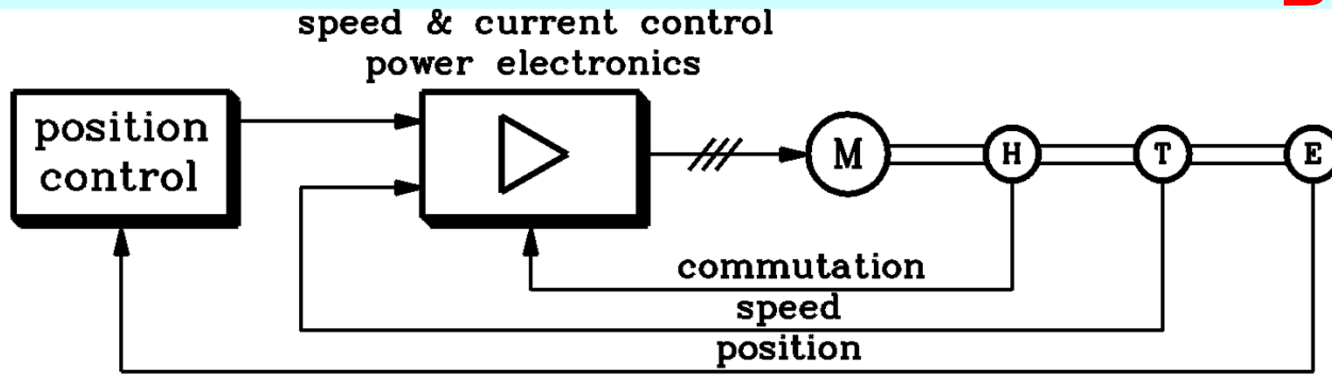 speed & current control
power electronics
position
control
M
H
T
E
commutation
speed
position